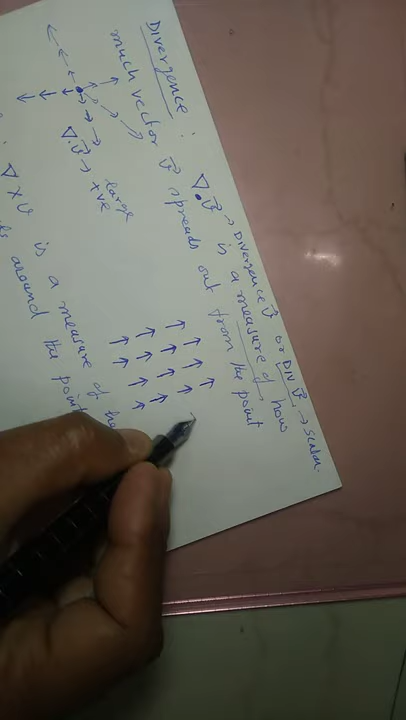 Divergence : ∇.v⃗ → Divergence v⃗ or Div v⃗. → scalar.
∇.v⃗ is a measure of how
much vector v⃗ spreads out from the point
∇.v⃗ → large
+ve
∇ × v is a measure of
around the point